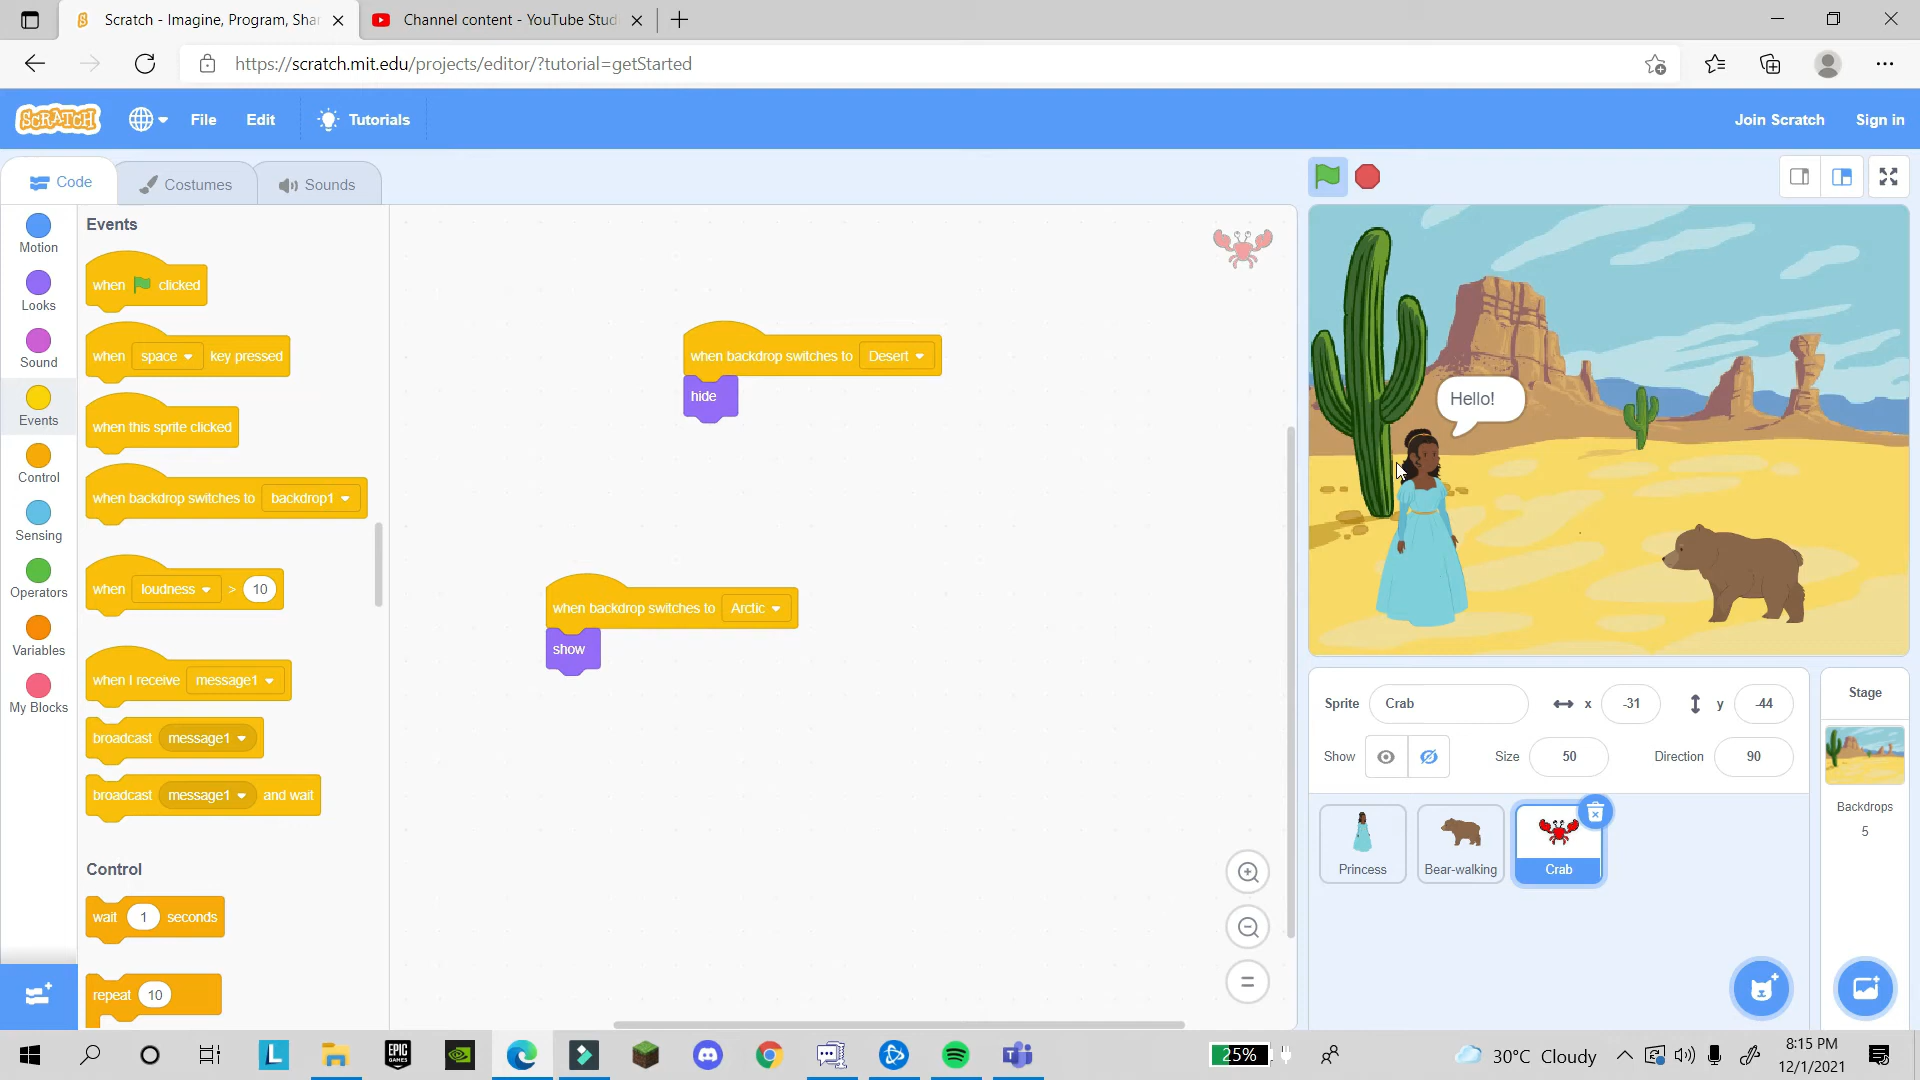 Scratch - Imagine, Program, Shar
Channel content - YouTube Stud
https://scratch.mit.edu/projects/editor/?tutorial=getStarted
SCRATCH
File
Edit
Tutorials
Join Scratch
Sign in
Code
Costumes
Sounds
Motion
Looks
Sound
Events
Control
Sensing
Operators
Variables
My Blocks
Events
when clicked
when space key pressed
when this sprite clicked
when backdrop switches to backdrop1
when loudness > 10
when I receive message1
broadcast message1
broadcast message1 and wait
Control
wait 1 seconds
repeat 10
when backdrop switches to Desert
hide
when backdrop switches to Arctic
show
Hello!
Sprite Crab x -31 y -44
Show Size 50 Direction 90
Princess
Bear-walking
Crab
Stage
Backdrops
5
L
EPIC
GAMES
25%
30°C Cloudy
8:15 PM
12/1/2021